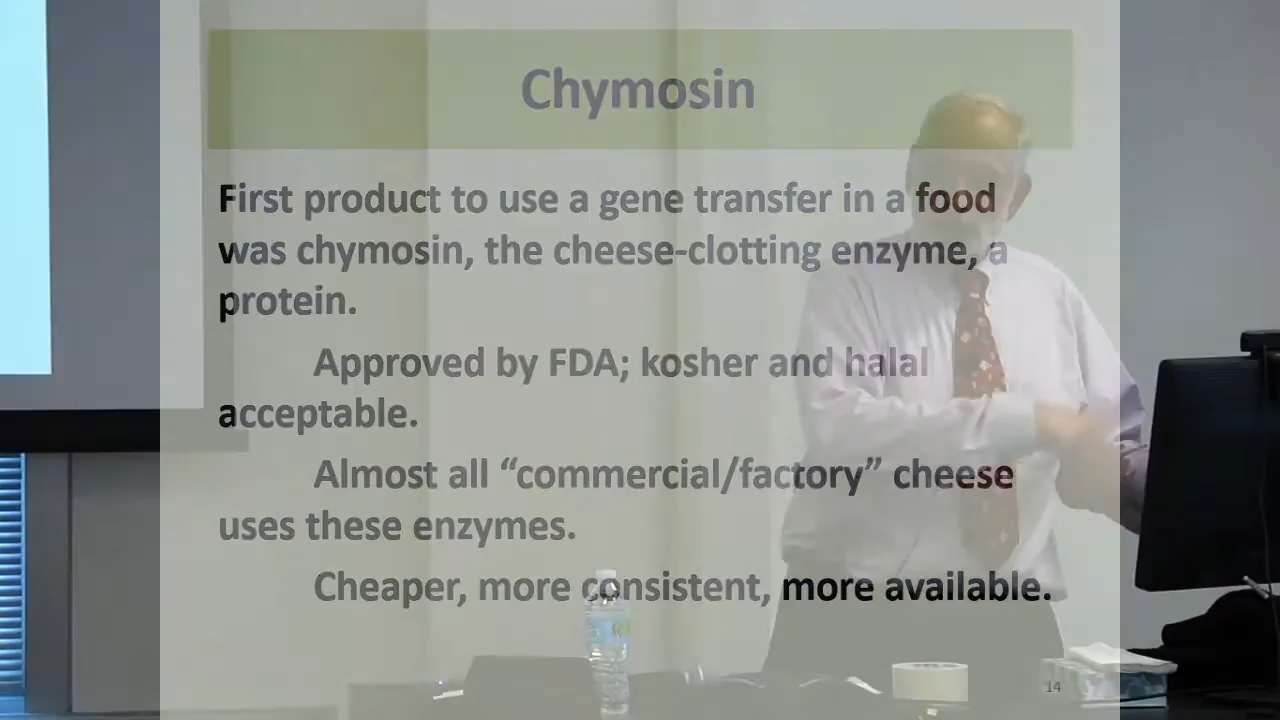 Chymosin
First product to use a gene transfer in a food
was chymosin, the cheese-clotting enzyme, a
protein.
Approved by FDA; kosher and halal
acceptable.
Almost all “commercial/factory” cheese
uses these enzymes.
Cheaper, more consistent, more available.
14